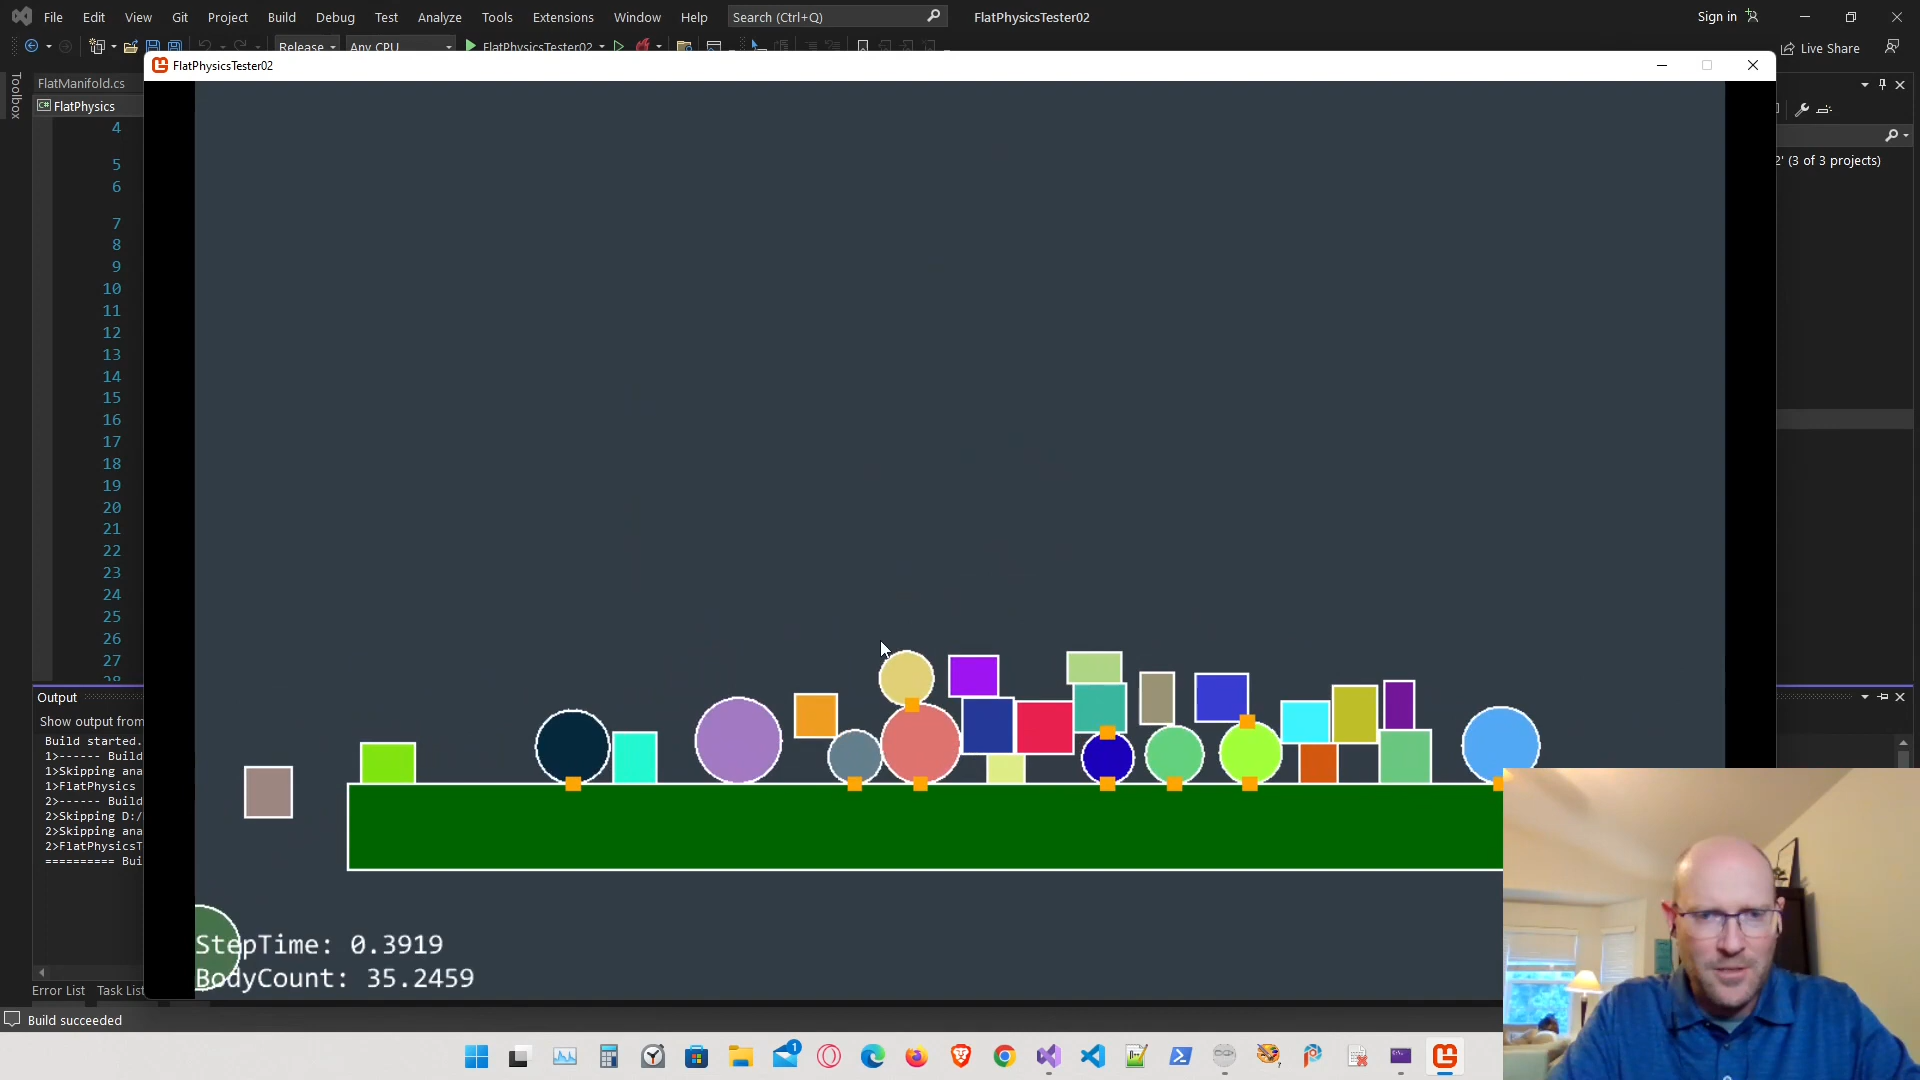 File Edit View Git Project Build Debug Test Analyze Tools Extensions Window Help Search (Ctrl+Q) FlatPhysicsTester02 Sign in
Release Any CPU FlatPhysicsTester02 Live Share
FlatPhysicsTester02
Toolbox
FlatManifold.cs
FlatPhysics
2' (3 of 3 projects)
4
5
6
7
8
9
10
11
12
13
14
15
16
17
18
19
20
21
22
23
24
25
26
27
28
Output
Show output from
Build started.
1>------ Build
1>Skipping ana
1>FlatPhysics
2>------ Build
2>Skipping D:/
2>Skipping ana
2>FlatPhysicsT
========== Bui
StepTime: 0.3919
BodyCount: 35.2459
Error List Task List
Build succeeded
1